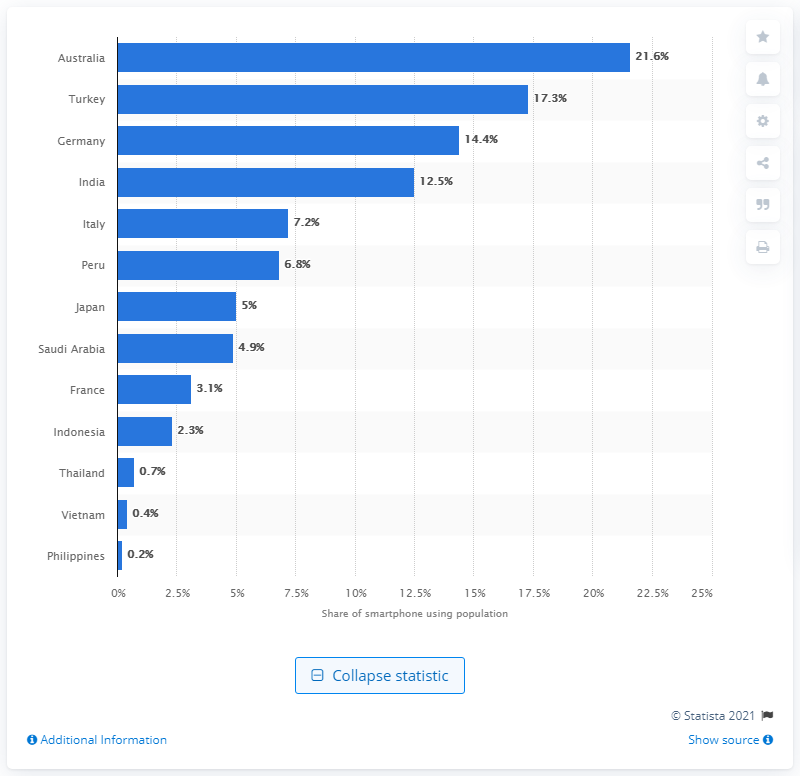 Australia 21.6%
Turkey 17.3%
Germany 14.4%
India 12.5%
Italy 7.2%
Peru 6.8%
Japan 5%
Saudi Arabia 4.9%
France 3.1%
Indonesia 2.3%
Thailand 0.7%
Vietnam 0.4%
Philippines 0.2%
0% 2.5% 5% 7.5% 10% 12.5% 15% 17.5% 20% 22.5% 25%
Share of smartphone using population
Collapse statistic
© Statista 2021
Additional Information Show source